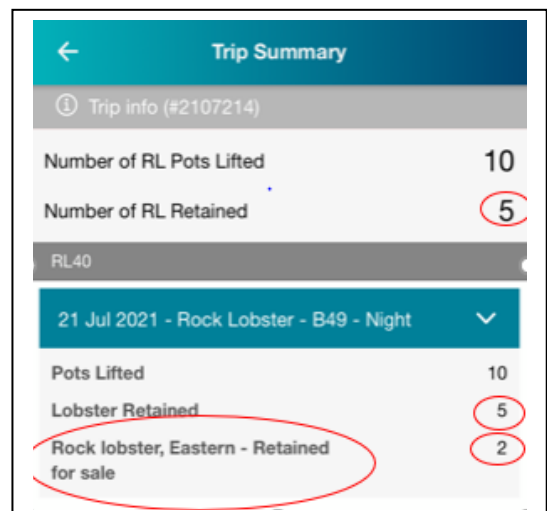 Trip Summary
Trip info (#2107214)
Number of RL Pots Lifted 10
Number of RL Retained 5
RL40
21 Jul 2021 - Rock Lobster - B49 - Night
Pots Lifted 10
Lobster Retained 5
Rock lobster, Eastern - Retained 2
for sale